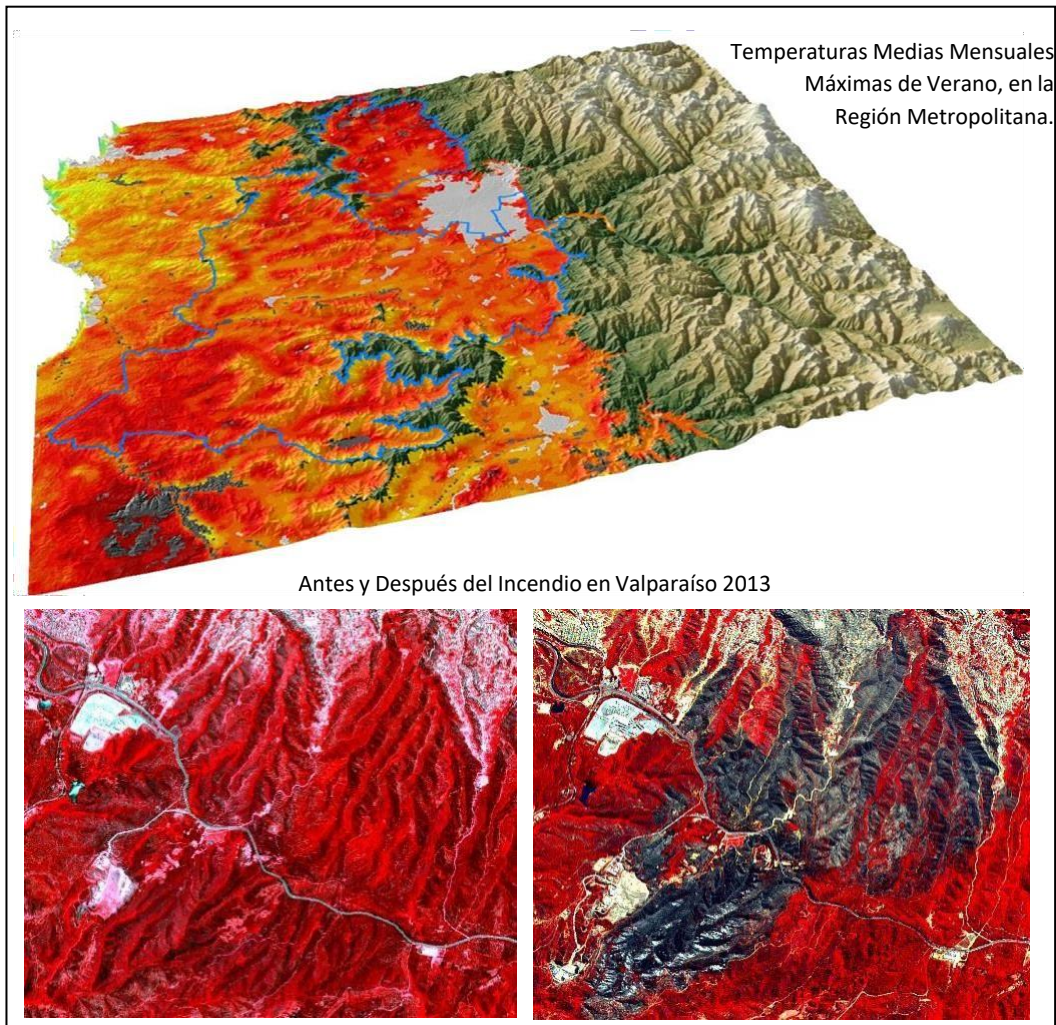 Temperaturas Medias Mensuales
Máximas de Verano, en la
Región Metropolitana.
Antes y Después del Incendio en Valparaíso 2013